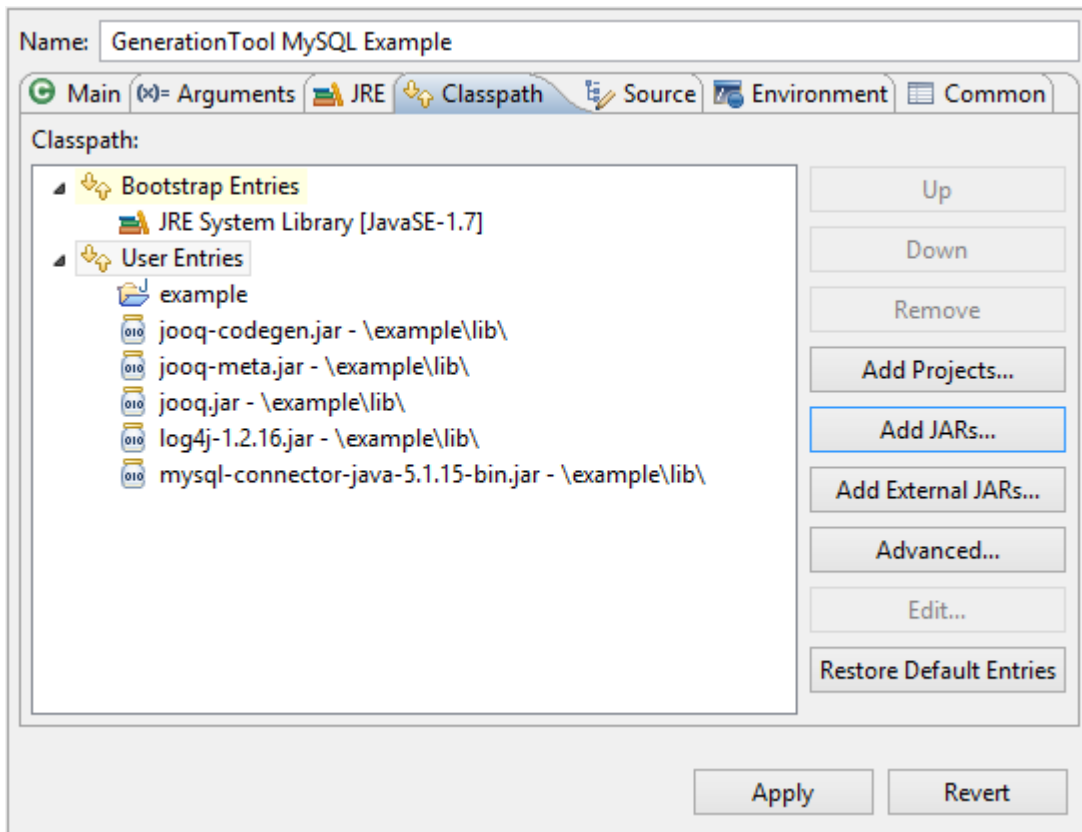 Name: GenerationTool MySQL Example
Main (x)= Arguments JRE Classpath Source Environment Common
Classpath:
Bootstrap Entries
JRE System Library [JavaSE-1.7]
User Entries
example
jooq-codegen.jar - \example\lib\
jooq-meta.jar - \example\lib\
jooq.jar - \example\lib\
log4j-1.2.16.jar - \example\lib\
mysql-connector-java-5.1.15-bin.jar - \example\lib\
Up
Down
Remove
Add Projects...
Add JARs...
Add External JARs...
Advanced...
Edit...
Restore Default Entries
Apply Revert